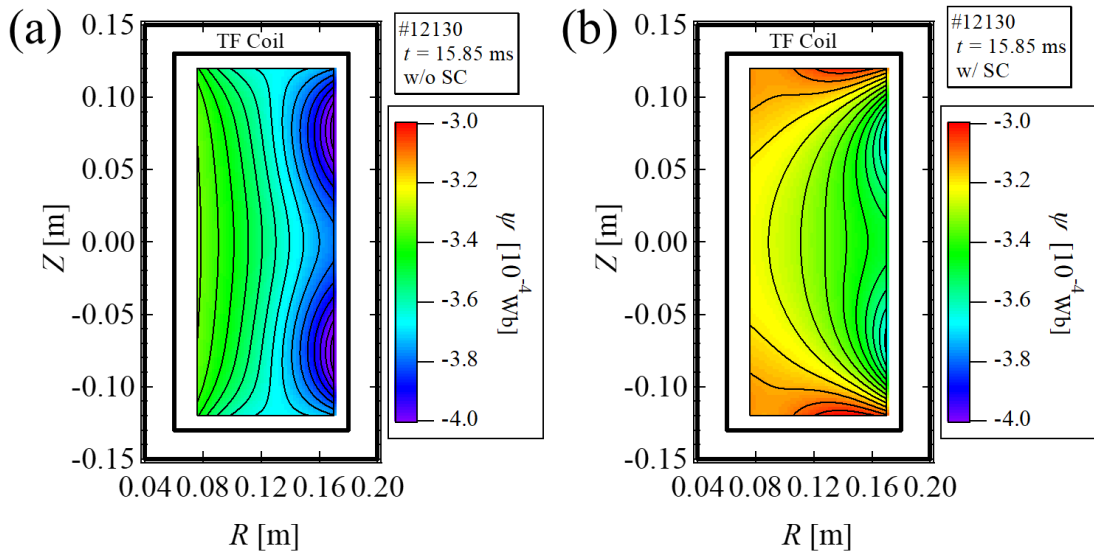 (a)
TF Coil
#12130
t = 15.85 ms
w/o SC
0.15
0.10
0.05
0.00
-0.05
-0.10
-0.15
Z [m]
0.04 0.08 0.12 0.16 0.20
R [m]
-3.0
-3.2
-3.4
-3.6
-3.8
-4.0
ψ [10⁻⁴Wb]
(b)
TF Coil
#12130
t = 15.85 ms
w/ SC
0.15
0.10
0.05
0.00
-0.05
-0.10
-0.15
Z [m]
0.04 0.08 0.12 0.16 0.20
R [m]
-3.0
-3.2
-3.4
-3.6
-3.8
-4.0
ψ [10⁻⁴Wb]